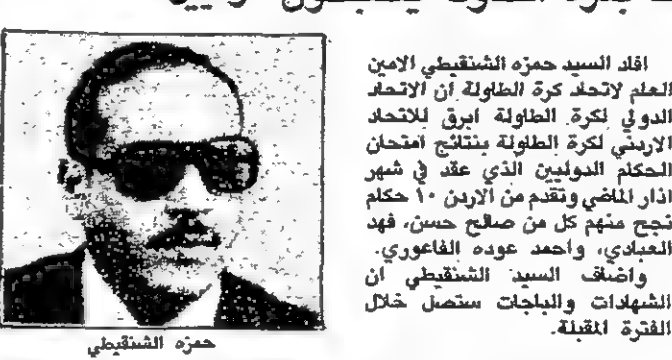 افاد السيد حمزه الشنقيطي الامين
العام لاتحاد كرة الطاولة ان الاتحاد
الدولي لكرة الطاولة ابرق للاتحاد
الاردني لكرة الطاولة بنتائج امتحان
الحكام الدوليين الذي عقد في شهر
اذار الماضي وتقدم من الاردن ١٠ حكام
نجح منهم كل من صالح حسن، فهد
العبادي، واحمد عوده الفاعوري.
واضاف السيد الشنقيطي ان
الشهادات والباجات ستصل خلال
الفترة المقبلة.
حمزه الشنقيطي